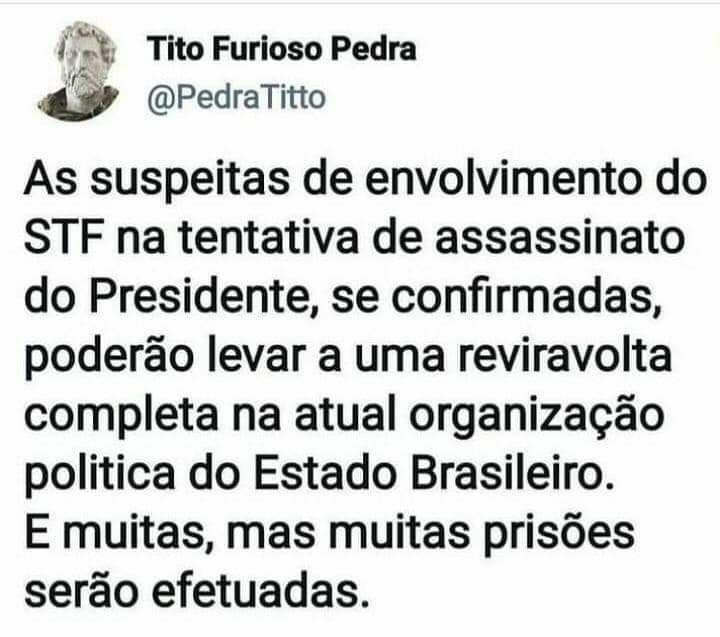 Tito Furioso Pedra
@PedraTitto
As suspeitas de envolvimento do
STF na tentativa de assassinato
do Presidente, se confirmadas,
poderão levar a uma reviravolta
completa na atual organização
politica do Estado Brasileiro.
E muitas, mas muitas prisões
serão efetuadas.